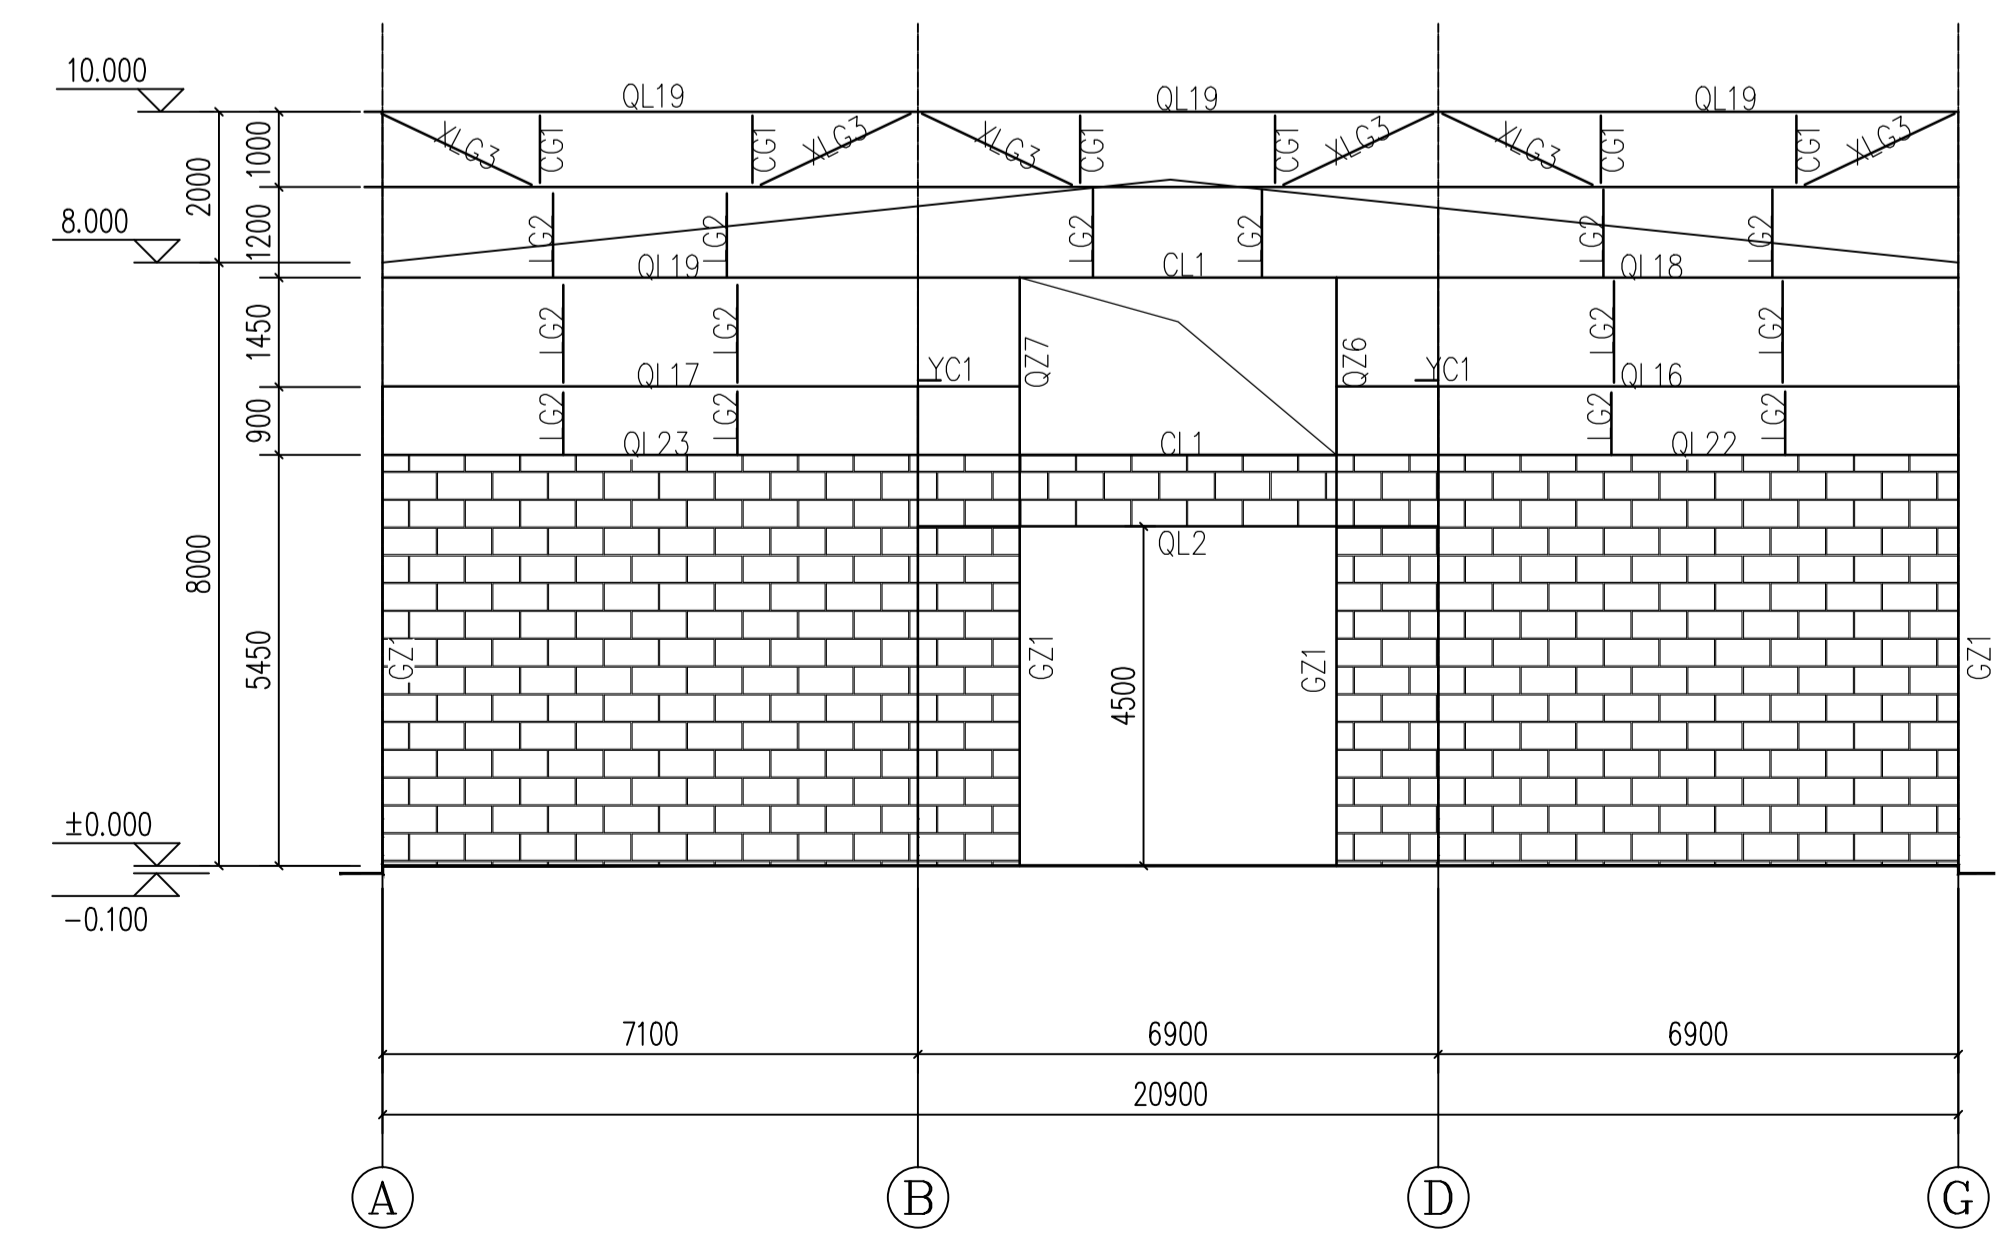 10.000
QL19
QL19
QL19
XLG3
CG1
CG1
XLG3
XLG3
CG1
CG1
XLG3
XLG3
CG1
CG1
XLG3
1000
2000
8.000
1200
LG2
LG2
LG2
LG2
LG2
LG2
QL19
CL1
QL18
1450
LG2
LG2
QZ7
QZ6
LG2
LG2
QL17
YC1
YC1
QL16
900
LG2
LG2
LG2
LG2
QL23
CL1
QL22
QL2
8000
5450
GZ1
GZ1
GZ1
GZ1
4500
±0.000
-0.100
7100
6900
6900
20900
A
B
D
G